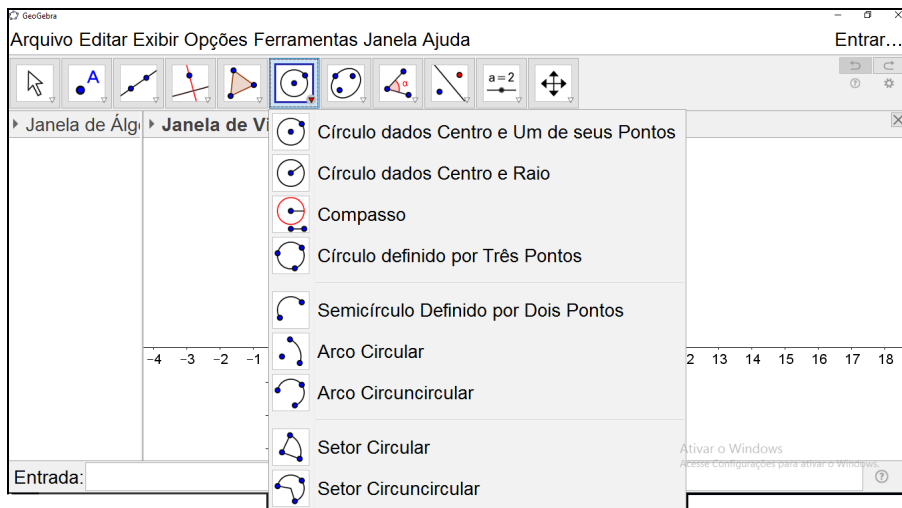 GeoGebra
Arquivo Editar Exibir Opções Ferramentas Janela Ajuda Entrar...
A α a = 2
Janela de Álg Janela de Vi
Círculo dados Centro e Um de seus Pontos
Círculo dados Centro e Raio
Compasso
Círculo definido por Três Pontos
Semicírculo Definido por Dois Pontos
Arco Circular
-4 -3 -2 -1 2 13 14 15 16 17 18
Arco Circuncircular
Setor Circular
Ativar o Windows
Acesse Configurações para ativar o Windows.
Entrada:
Setor Circuncircular